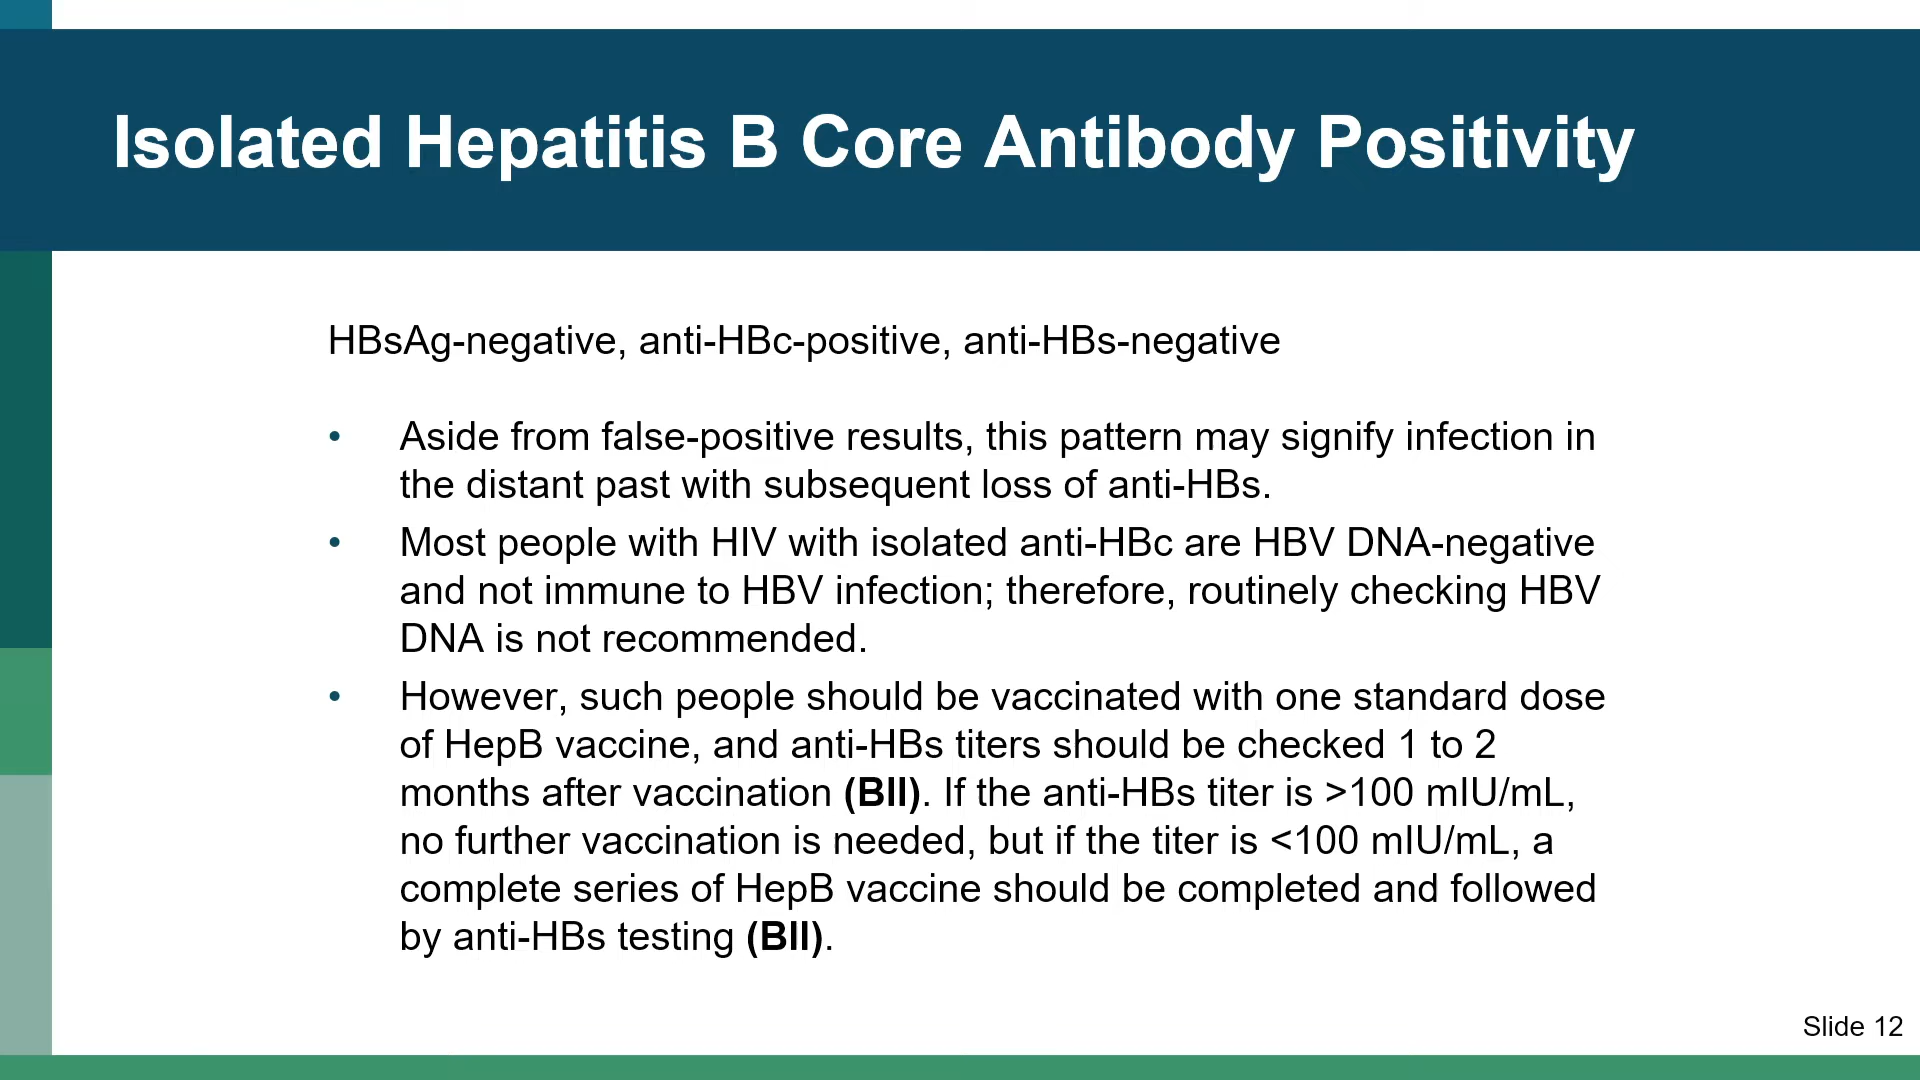 Isolated Hepatitis B Core Antibody Positivity
HBsAg-negative, anti-HBc-positive, anti-HBs-negative
• Aside from false-positive results, this pattern may signify infection in
the distant past with subsequent loss of anti-HBs.
• Most people with HIV with isolated anti-HBc are HBV DNA-negative
and not immune to HBV infection; therefore, routinely checking HBV
DNA is not recommended.
• However, such people should be vaccinated with one standard dose
of HepB vaccine, and anti-HBs titers should be checked 1 to 2
months after vaccination (BII). If the anti-HBs titer is >100 mIU/mL,
no further vaccination is needed, but if the titer is <100 mIU/mL, a
complete series of HepB vaccine should be completed and followed
by anti-HBs testing (BII).
Slide 12